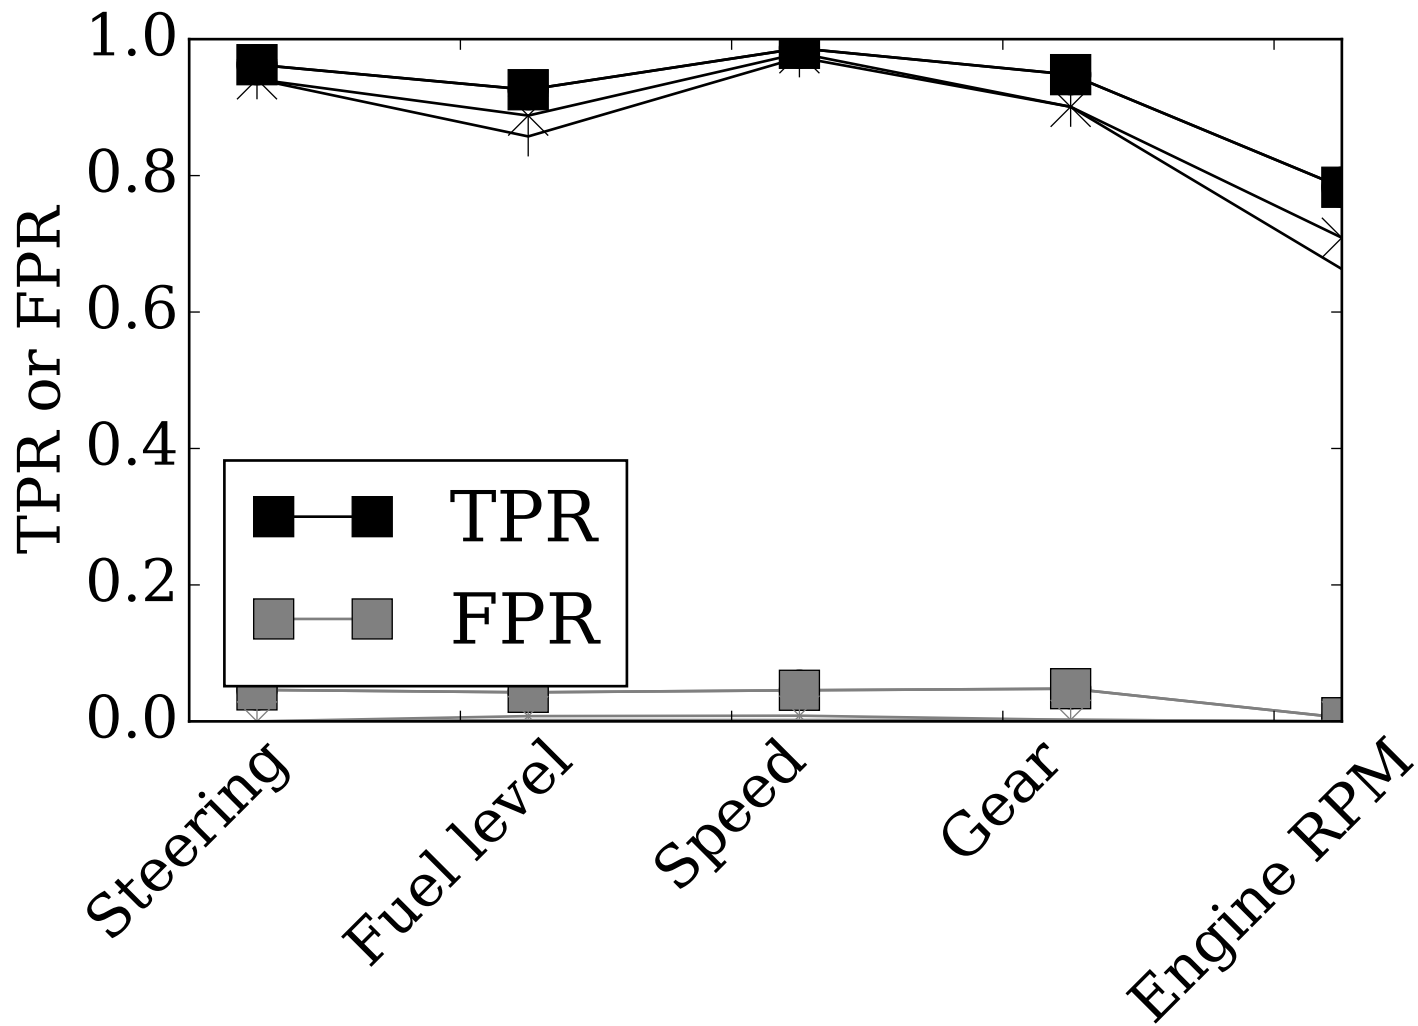 1.0
0.8
0.6
0.4
0.2
0.0
TPR or FPR
TPR
FPR
Steering
Fuel level
Speed
Gear
Engine RPM